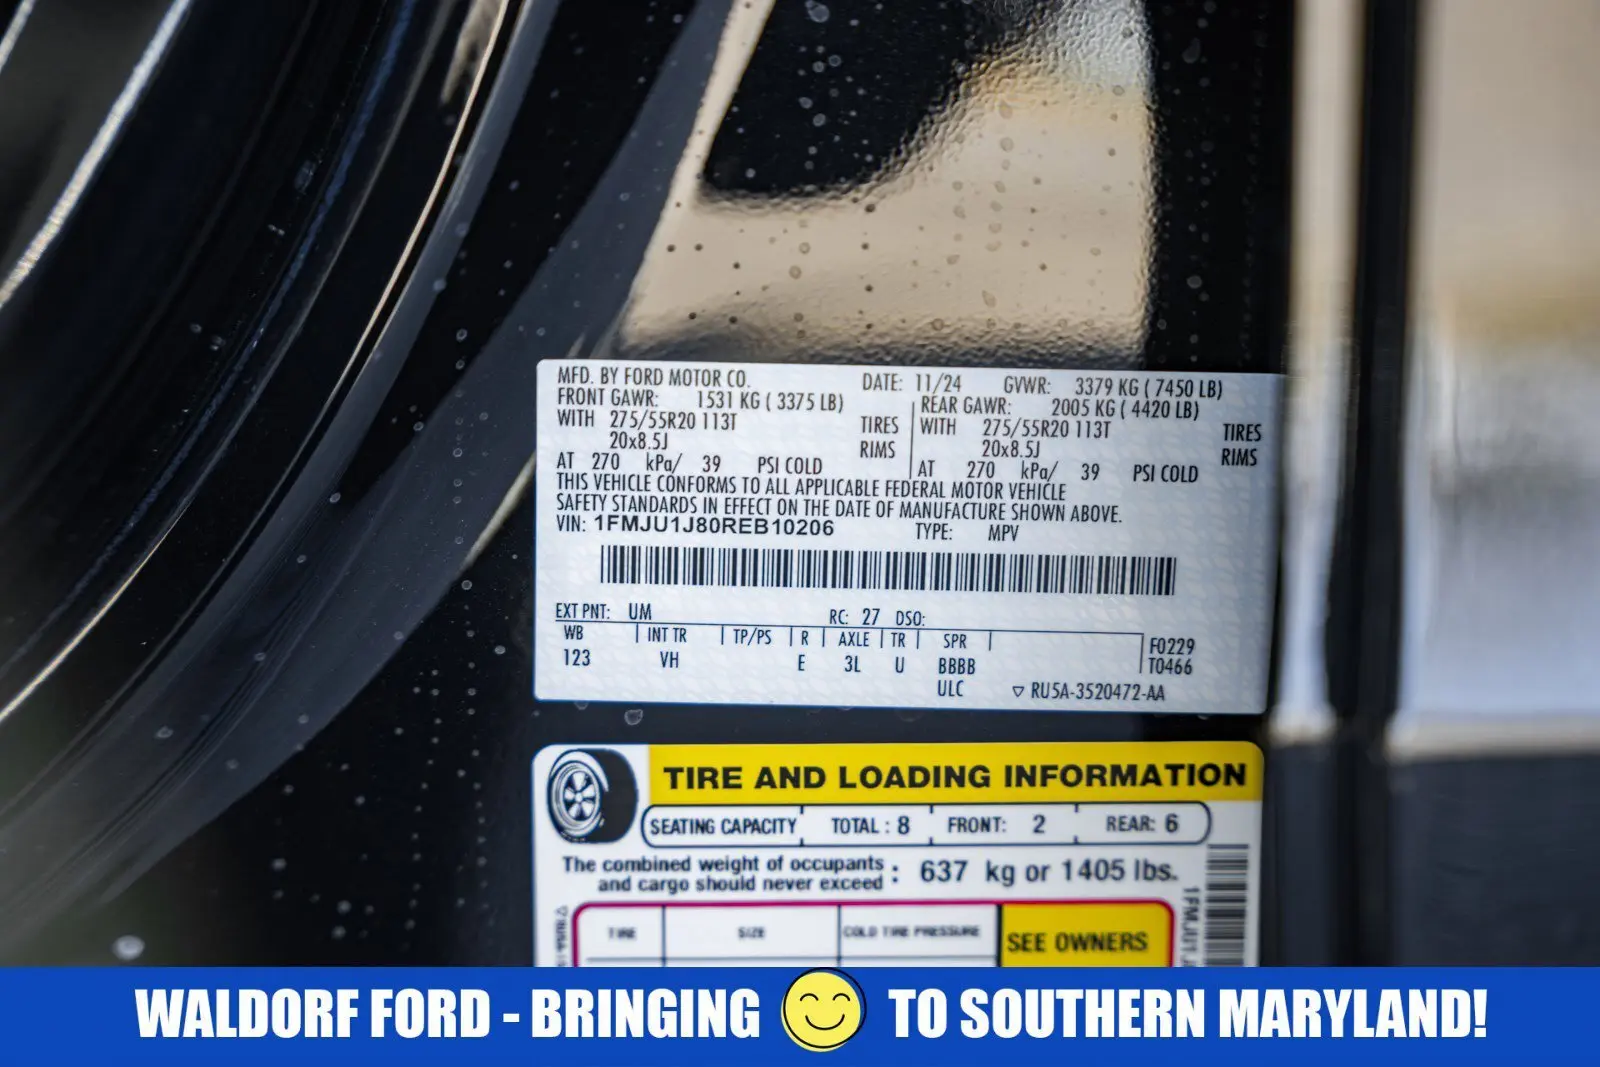 MFD. BY FORD MOTOR CO. DATE: 11/24 GVWR: 3379 KG ( 7450 LB)
FRONT GAWR: 1531 KG ( 3375 LB) REAR GAWR: 2005 KG ( 4420 LB)
WITH 275/55R20 113T TIRES WITH 275/55R20 113T TIRES
20x8.5J RIMS 20x8.5J RIMS
AT 270 kPa/ 39 PSI COLD AT 270 kPa/ 39 PSI COLD
THIS VEHICLE CONFORMS TO ALL APPLICABLE FEDERAL MOTOR VEHICLE
SAFETY STANDARDS IN EFFECT ON THE DATE OF MANUFACTURE SHOWN ABOVE.
VIN: 1FMJU1J80REB10206 TYPE: MPV
EXT PNT: UM RC: 27 DSO:
WB INT TR TP/PS R AXLE TR SPR F0229
123 VH E 3L U BBBB T0466
ULC ▽ RU5A-3520472-AA
TIRE AND LOADING INFORMATION
SEATING CAPACITY TOTAL : 8 FRONT: 2 REAR: 6
The combined weight of occupants and cargo should never exceed : 637 kg or 1405 lbs.
TIRE SIZE COLD TIRE PRESSURE SEE OWNERS
1FMJU1
WALDORF FORD - BRINGING TO SOUTHERN MARYLAND!